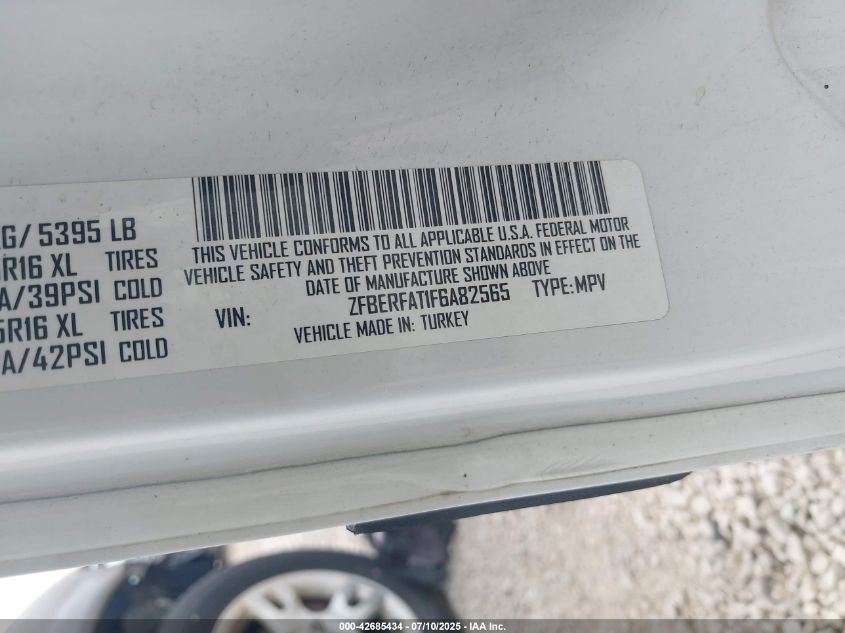 G/ 5395 LB
R16 XL TIRES
A/39PSI COLD
5R16 XL TIRES
A/42PSI COLD
THIS VEHICLE CONFORMS TO ALL APPLICABLE U.S.A. FEDERAL MOTOR
VEHICLE SAFETY AND THEFT PREVENTION STANDARDS IN EFFECT ON THE
DATE OF MANUFACTURE SHOWN ABOVE
VIN: ZFBERFAT1F6A82565 TYPE: MPV
VEHICLE MADE IN: TURKEY
000-42685434 - 07/10/2025 - IAA Inc.